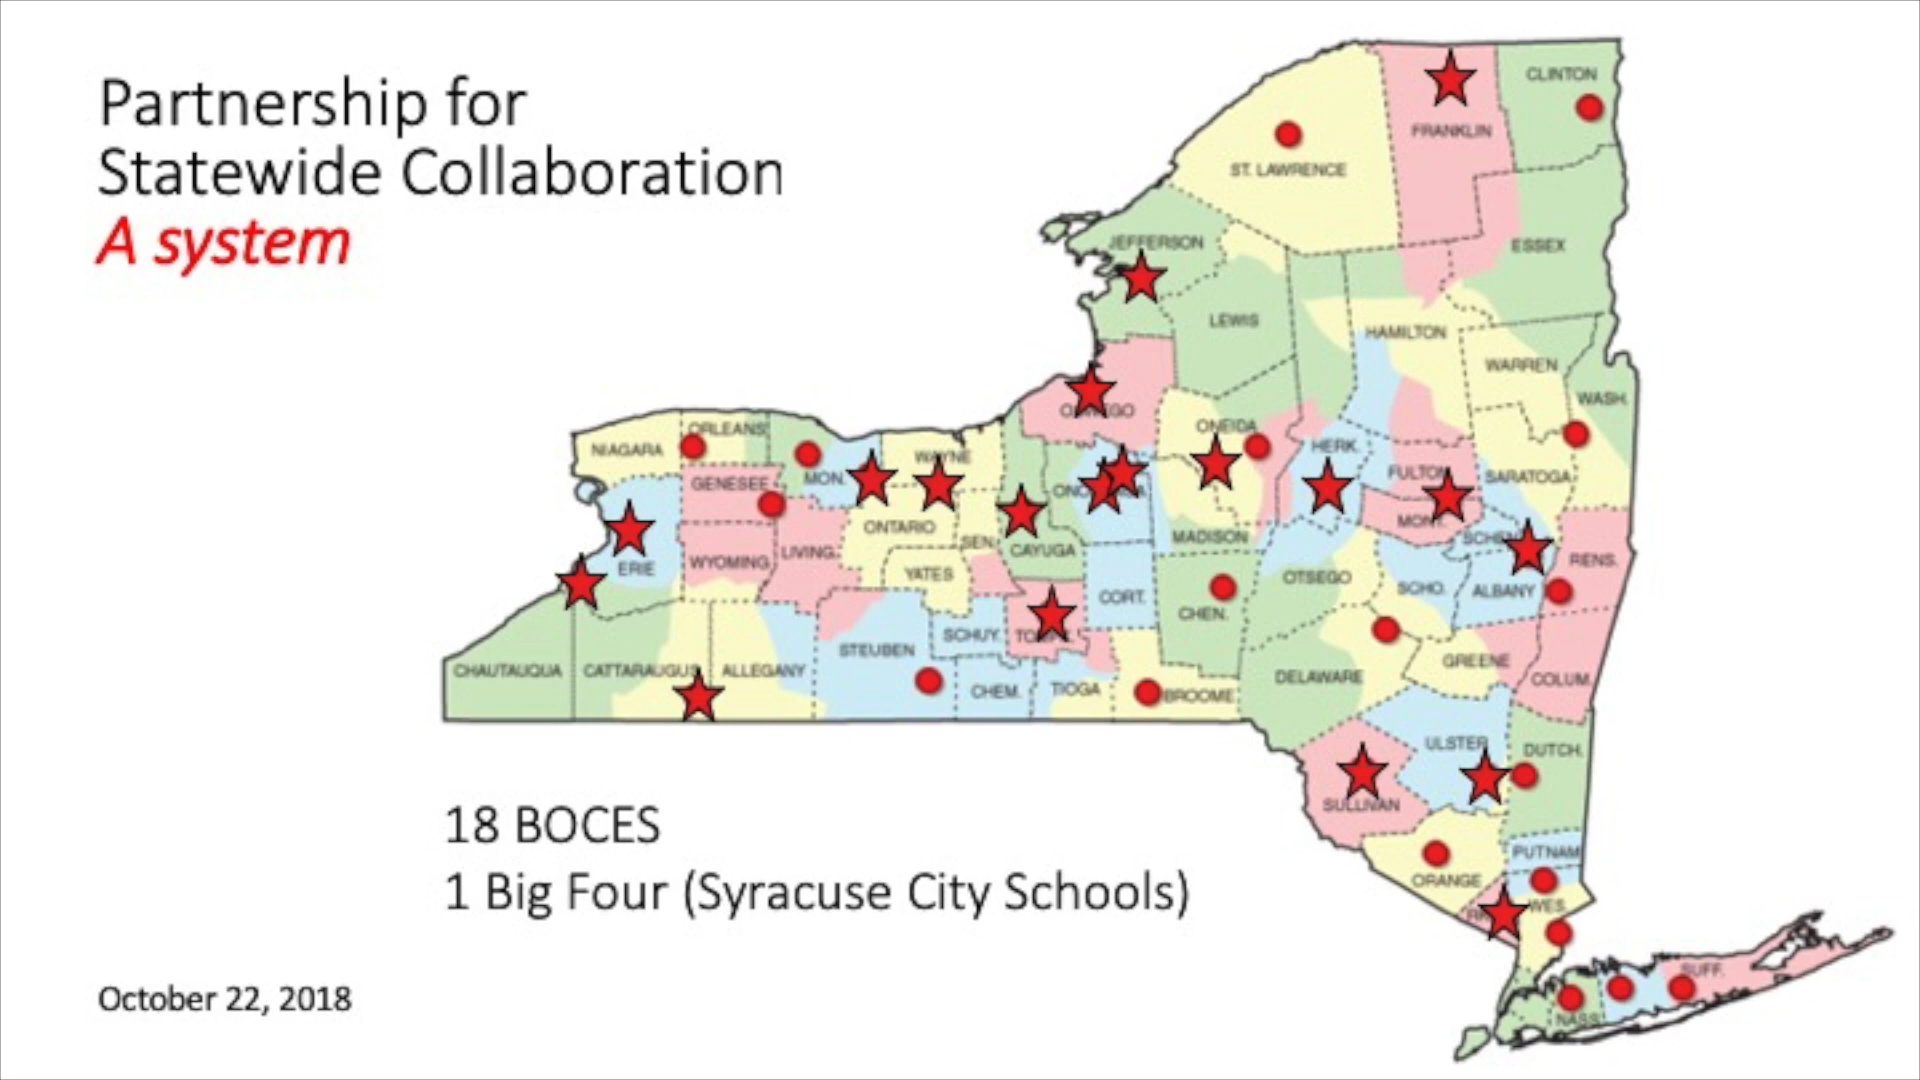 Partnership for
Statewide Collaboration
A system
CLINTON
FRANKLIN
ST. LAWRENCE
JEFFERSON
ESSEX
LEWIS
HAMILTON
WARREN
WASH.
ORLEANS
NIAGARA
ONEIDA
HERK.
WAYNE
GENESEE
MON.
FULTON
SARATOGA
ONTARIO
MONT.
MADISON
SEN.
CAYUGA
LIVING.
WYOMING
ERIE
YATES
RENS.
OTSEGO
SCHO.
ALBANY
CORT.
CHEN.
SCHUY.
STEUBEN
GREENE
CHAUTAUQUA
CATTARAUGUS
ALLEGANY
CHEM.
TIOGA
BROOME
DELAWARE
COLUM.
ULSTER
DUTCH.
SULLIVAN
18 BOCES
PUTNAM
ORANGE
1 Big Four (Syracuse City Schools)
WES.
SUFF.
October 22, 2018
NASS.